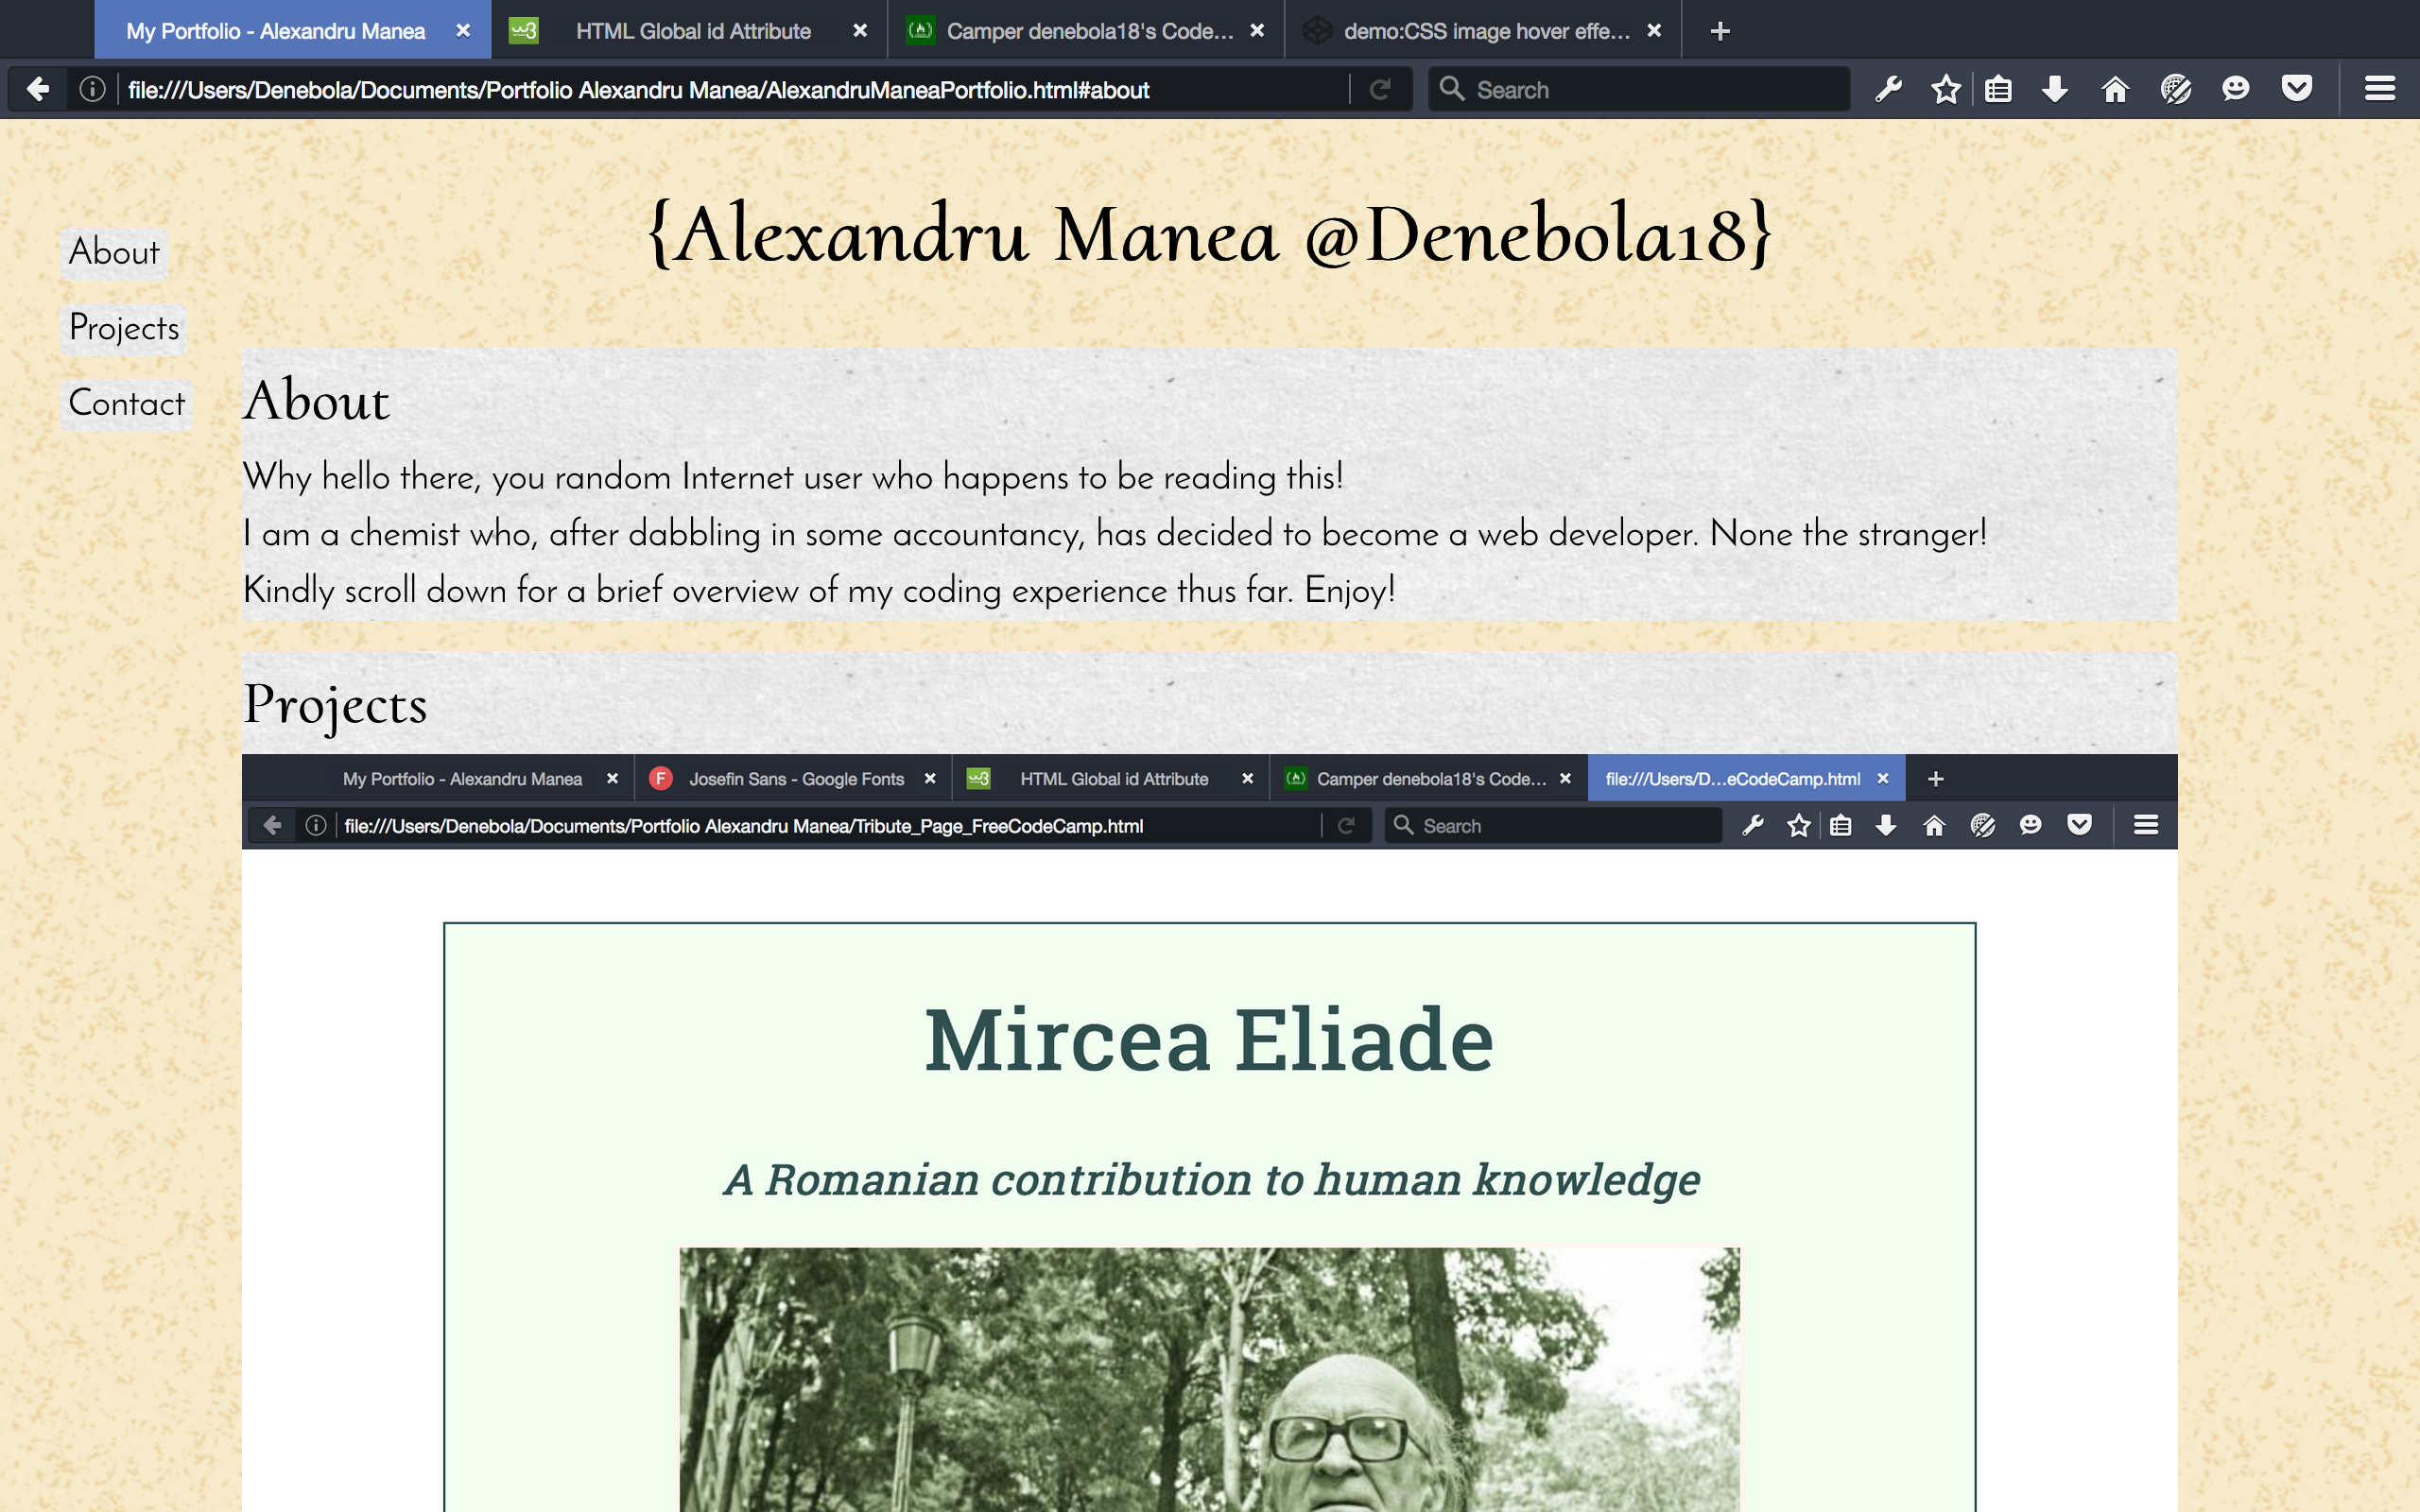 My Portfolio - Alexandru Manea
HTML Global id Attribute
Camper denebola18's Code...
demo:CSS image hover effe...
file:///Users/Denebola/Documents/Portfolio Alexandru Manea/AlexandruManeaPortfolio.html#about
Search
{Alexandru Manea @Denebola18}
About
Projects
Contact
About
Why hello there, you random Internet user who happens to be reading this!
I am a chemist who, after dabbling in some accountancy, has decided to become a web developer. None the stranger!
Kindly scroll down for a brief overview of my coding experience thus far. Enjoy!
Projects
My Portfolio - Alexandru Manea
F
Josefin Sans - Google Fonts
HTML Global id Attribute
Camper denebola18's Code...
file:///Users/D...eCodeCamp.html
file:///Users/Denebola/Documents/Portfolio Alexandru Manea/Tribute_Page_FreeCodeCamp.html
Search
Mircea Eliade
A Romanian contribution to human knowledge